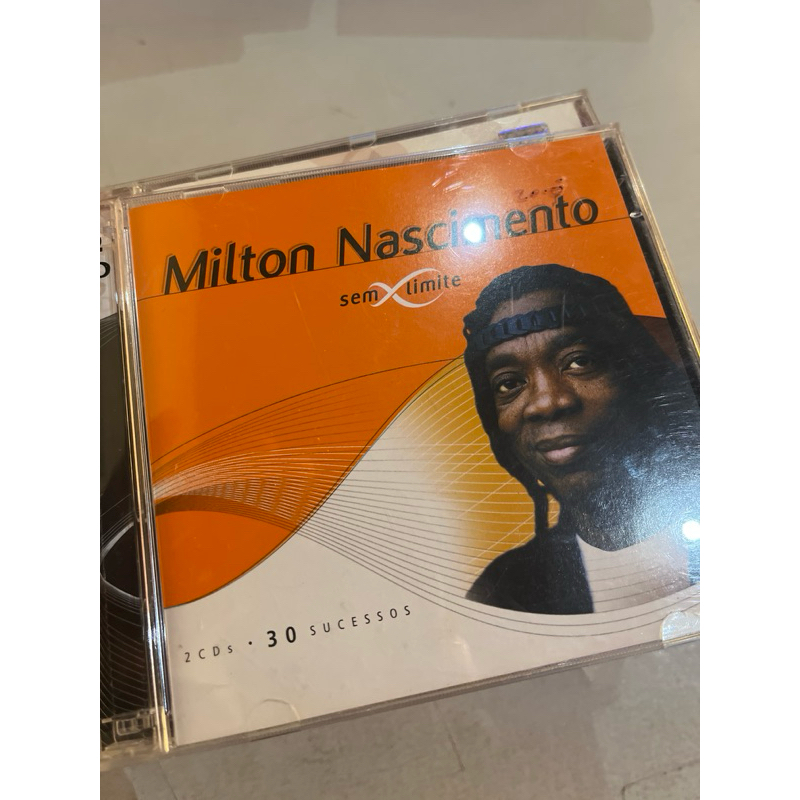 Milton Nascimento
sem limite
2 CDs · 30 SUCESSOS